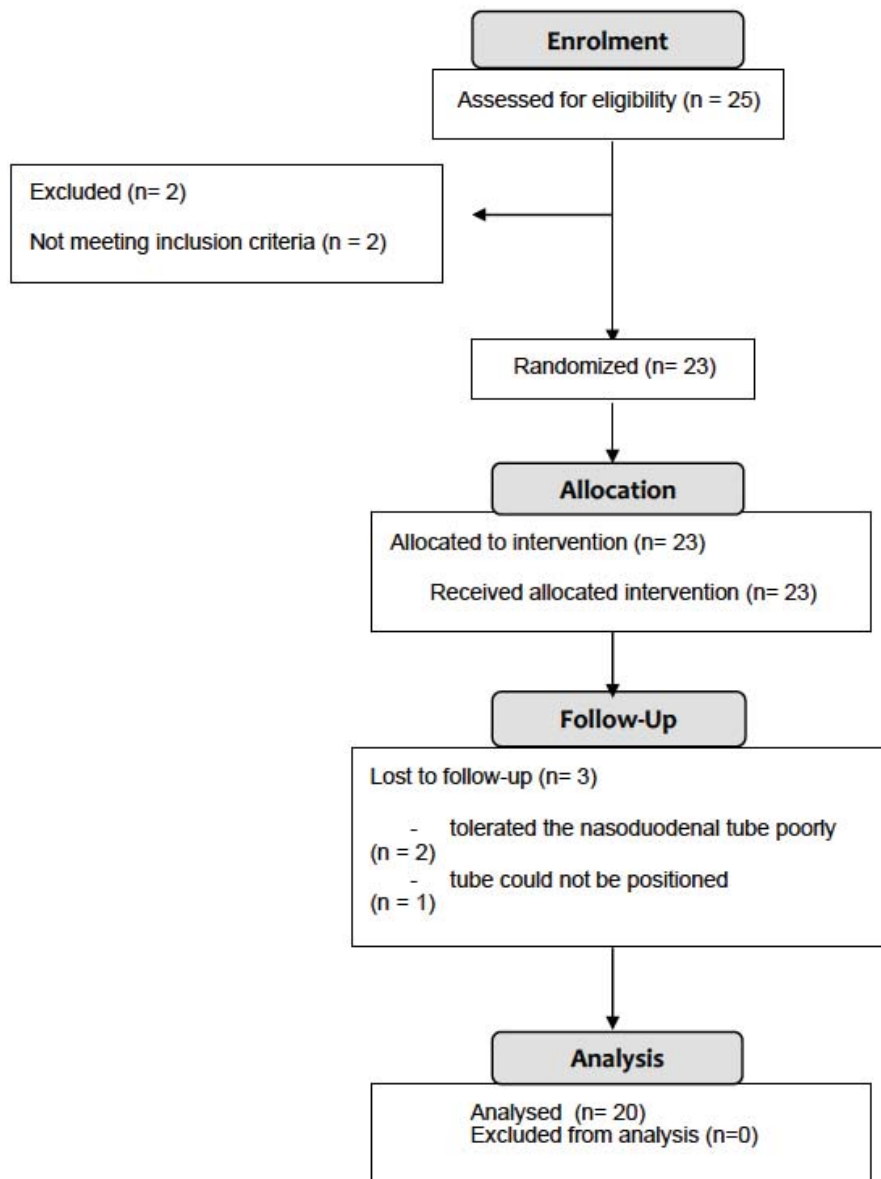 Enrolment
Assessed for eligibility (n = 25)
Excluded (n= 2)
Not meeting inclusion criteria (n = 2)
Randomized (n= 23)
Allocation
Allocated to intervention (n= 23)
Received allocated intervention (n= 23)
Follow-Up
Lost to follow-up (n= 3)
- tolerated the nasoduodenal tube poorly
(n = 2)
- tube could not be positioned
(n = 1)
Analysis
Analysed (n= 20)
Excluded from analysis (n=0)